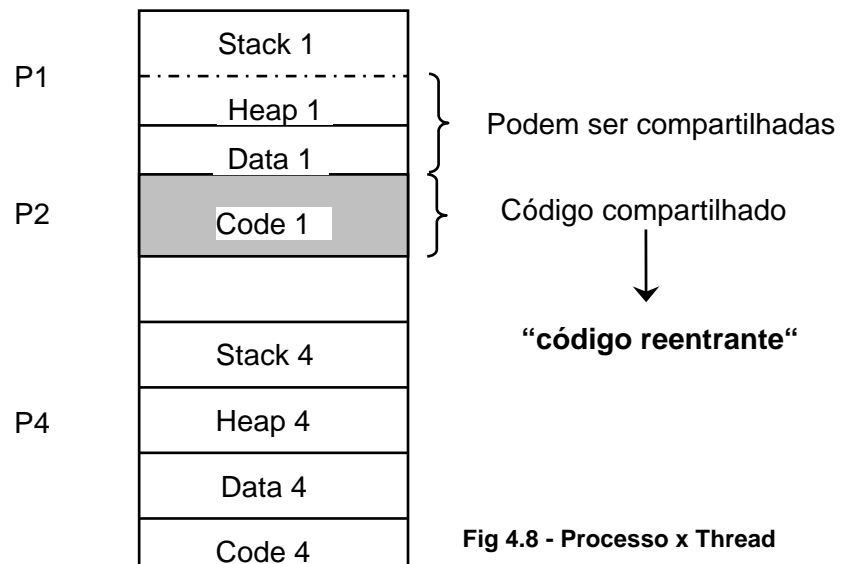 Stack 1
P1
Heap 1
Podem ser compartilhadas
Data 1
P2
Code 1
Código compartilhado
“código reentrante“
Stack 4
P4
Heap 4
Data 4
Code 4
Fig 4.8 - Processo x Thread